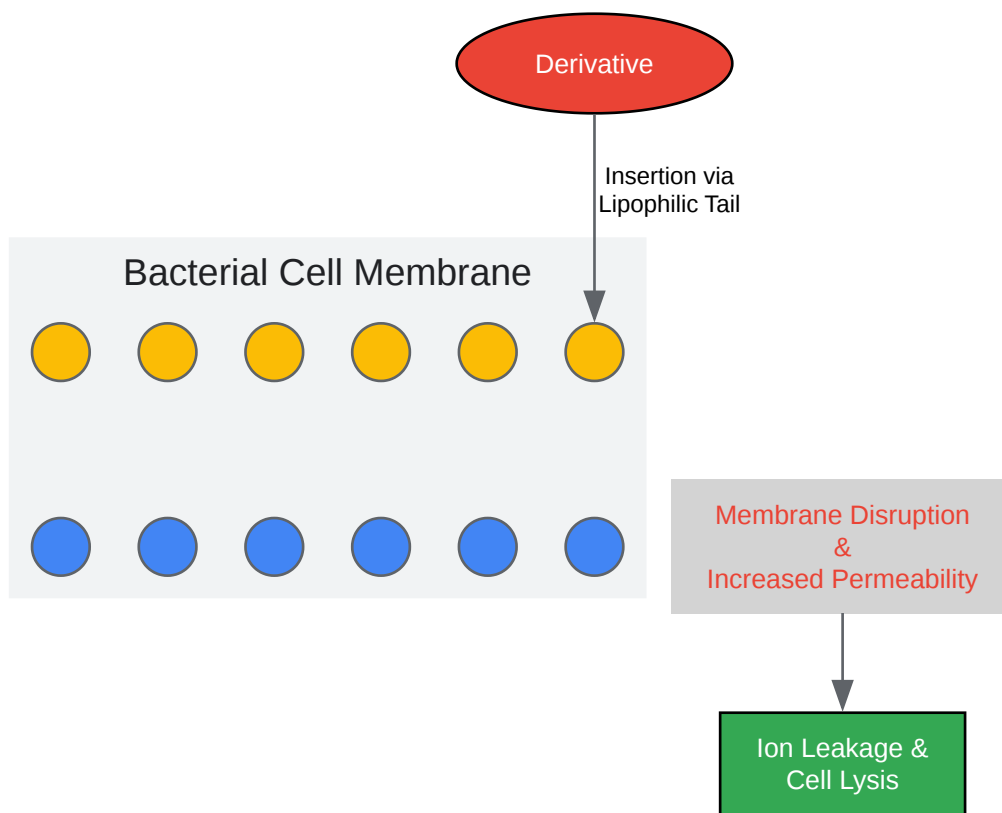 Derivative
Insertion via
Lipophilic Tail
Bacterial Cell Membrane
Membrane Disruption
&
Increased Permeability
Ion Leakage &
Cell Lysis